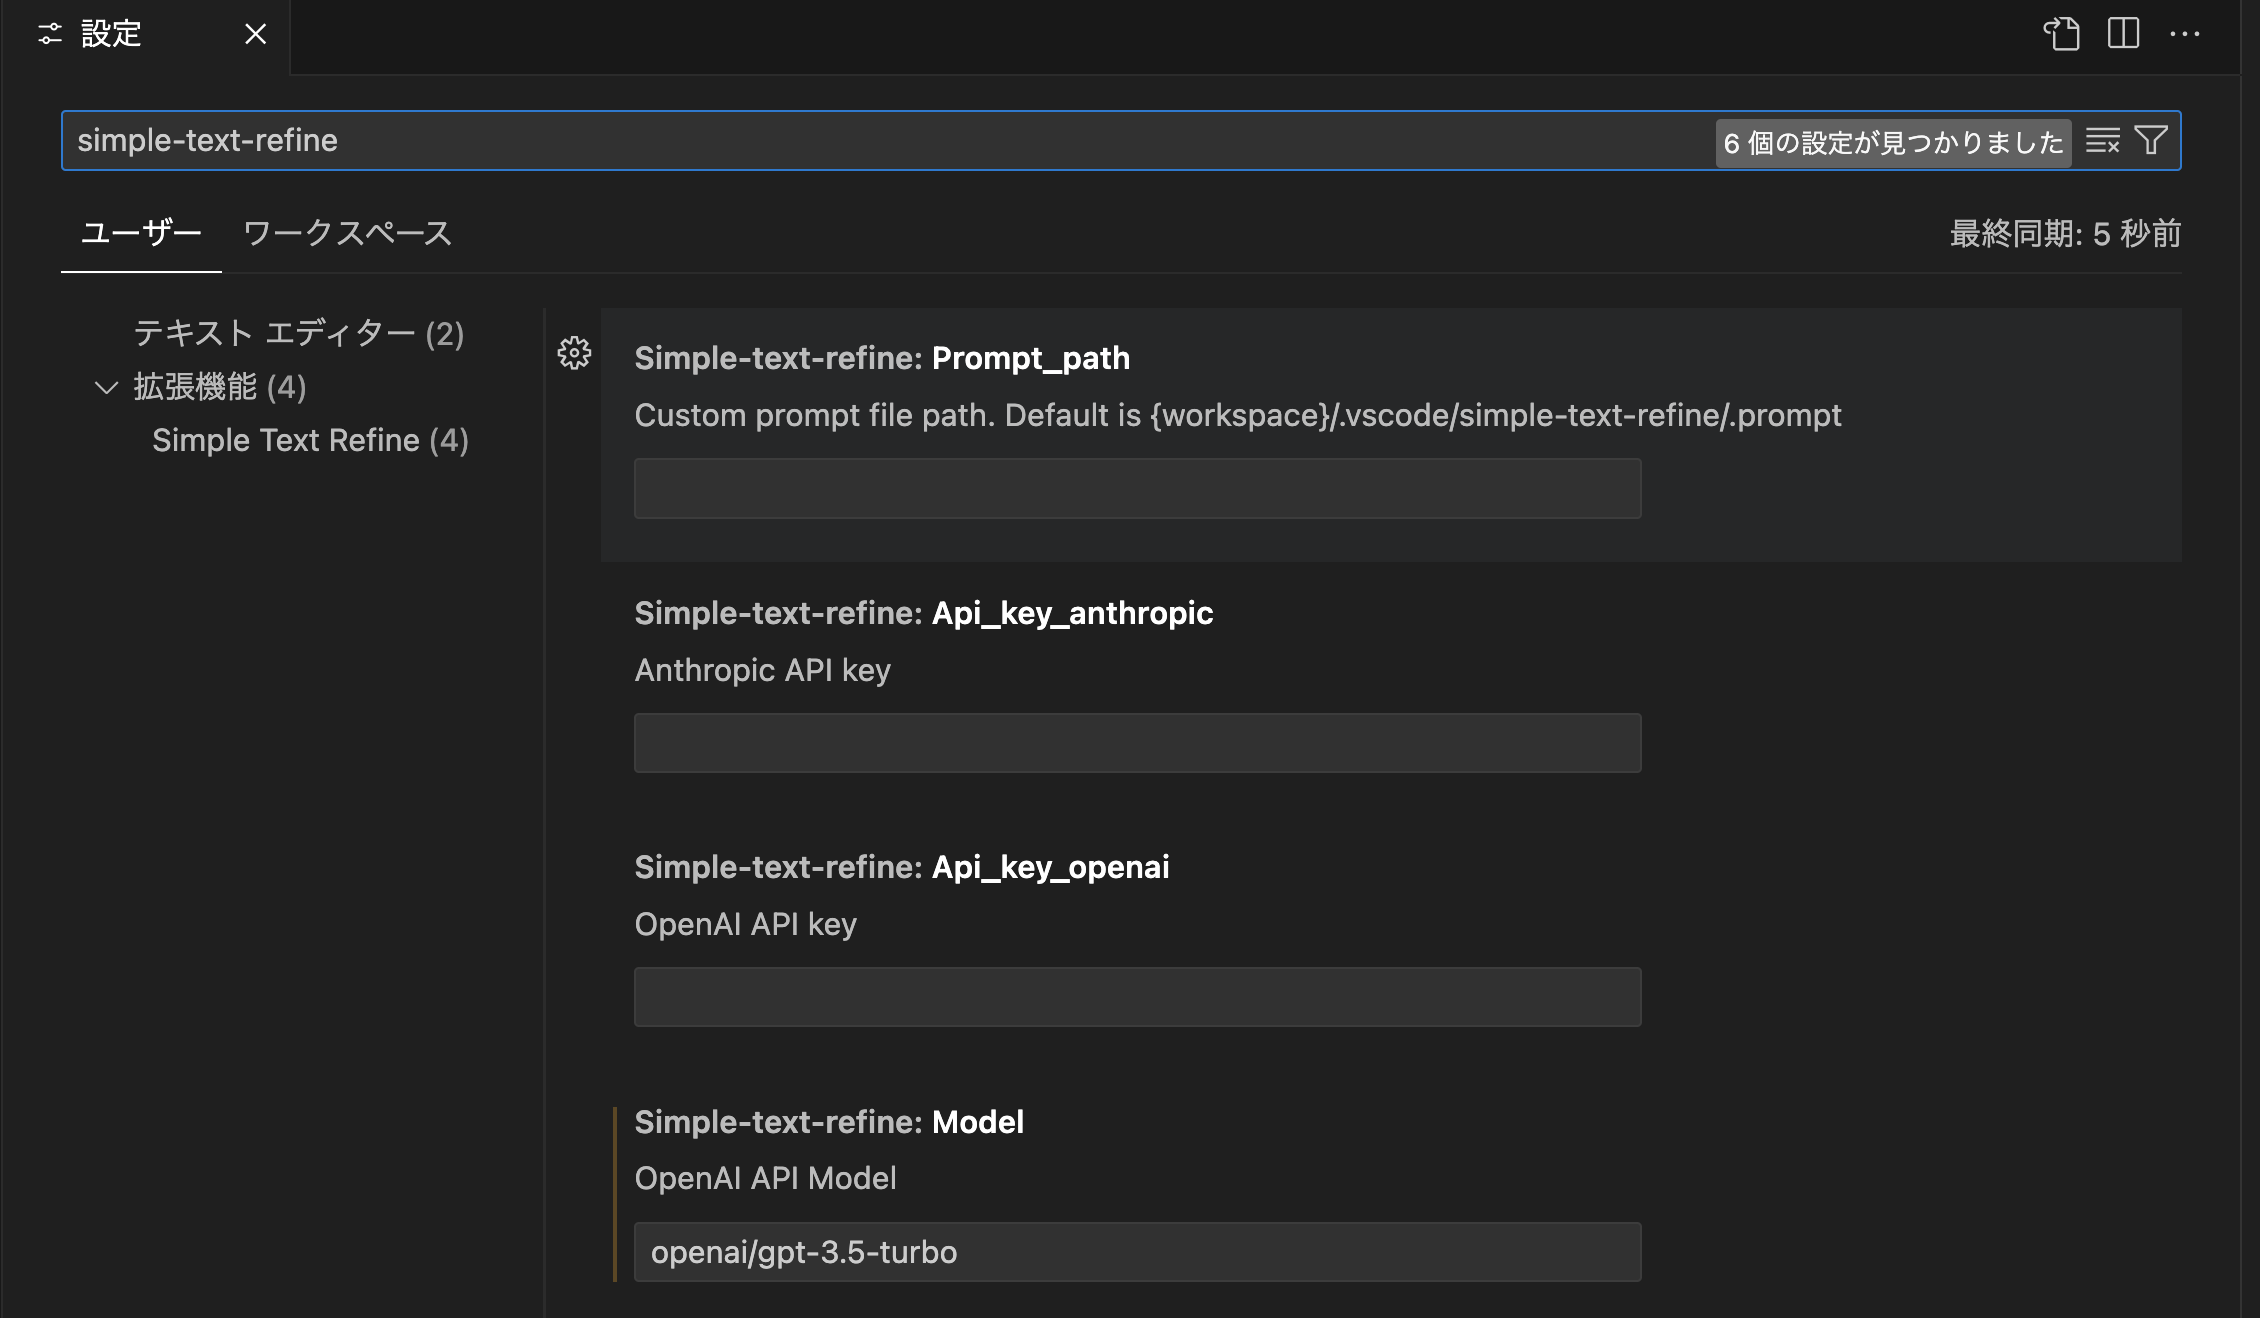 設定
simple-text-refine
6 個の設定が見つかりました
ユーザー ワークスペース
最終同期: 5 秒前
テキスト エディター (2)
拡張機能 (4)
Simple Text Refine (4)
Simple-text-refine: Prompt_path
Custom prompt file path. Default is {workspace}/.vscode/simple-text-refine/.prompt
Simple-text-refine: Api_key_anthropic
Anthropic API key
Simple-text-refine: Api_key_openai
OpenAI API key
Simple-text-refine: Model
OpenAI API Model
openai/gpt-3.5-turbo